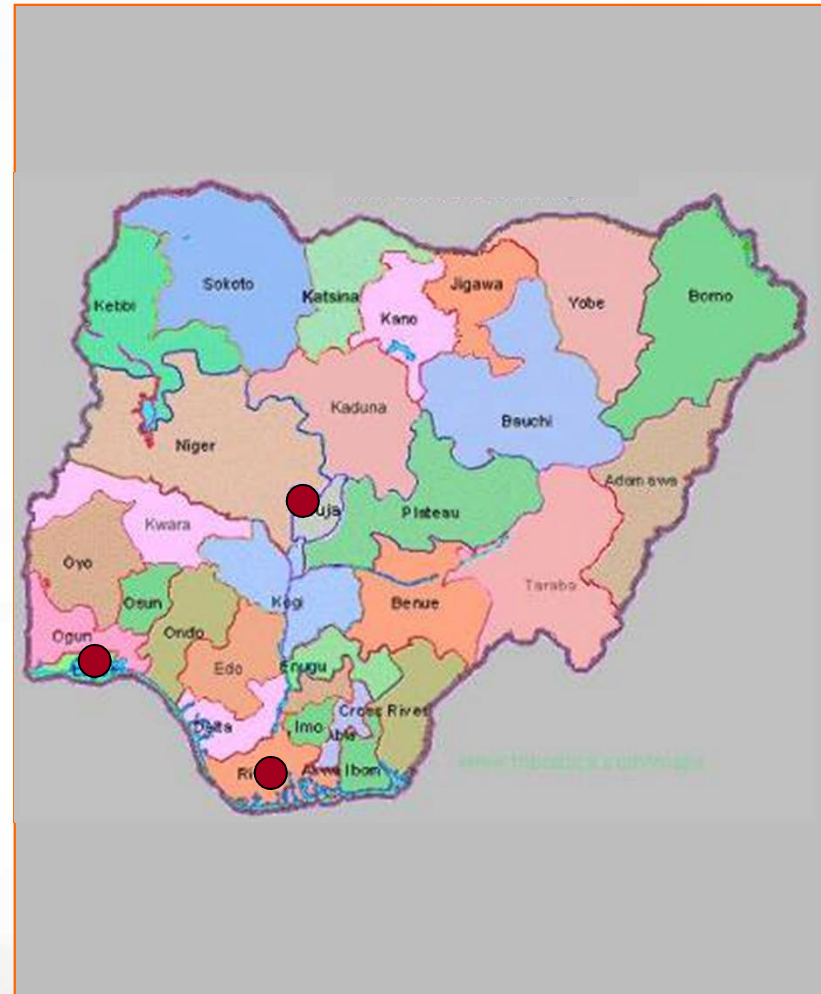 Sokoto
Kebbi
Katsina
Jigawa
Kano
Yobe
Borno
Kaduna
Bauchi
Niger
Adamawa
uja
Plateau
Kwara
Oyo
Taraba
Osun
Kogi
Benue
Ogun
Ondo
Edo
Enugu
Delta
Imo
Cross River
Abia
Ri
Akwa Ibom